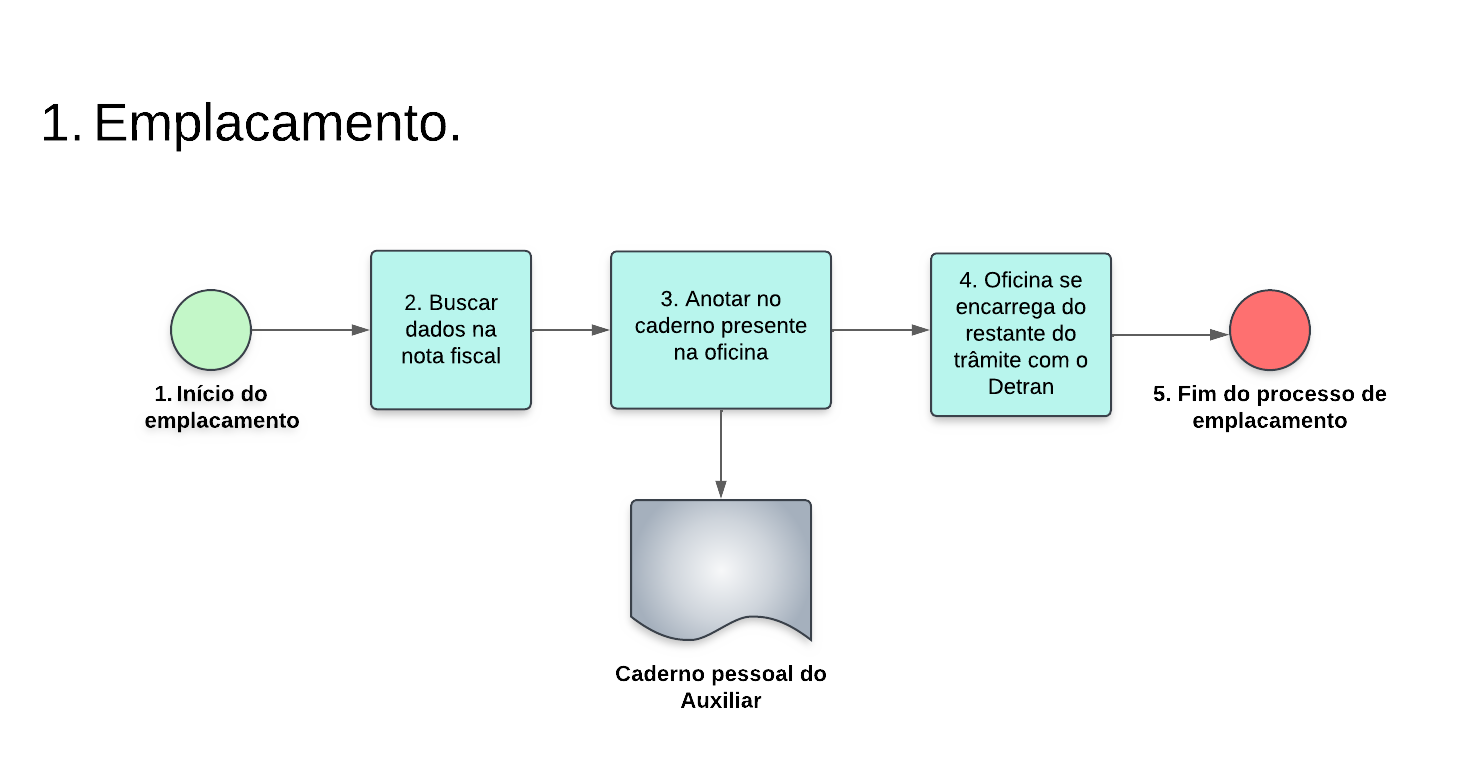 1. Emplacamento.
1. Início do
emplacamento
2. Buscar
dados na
nota fiscal
3. Anotar no
caderno presente
na oficina
4. Oficina se
encarrega do
restante do
trâmite com o
Detran
5. Fim do processo de
emplacamento
Caderno pessoal do
Auxiliar